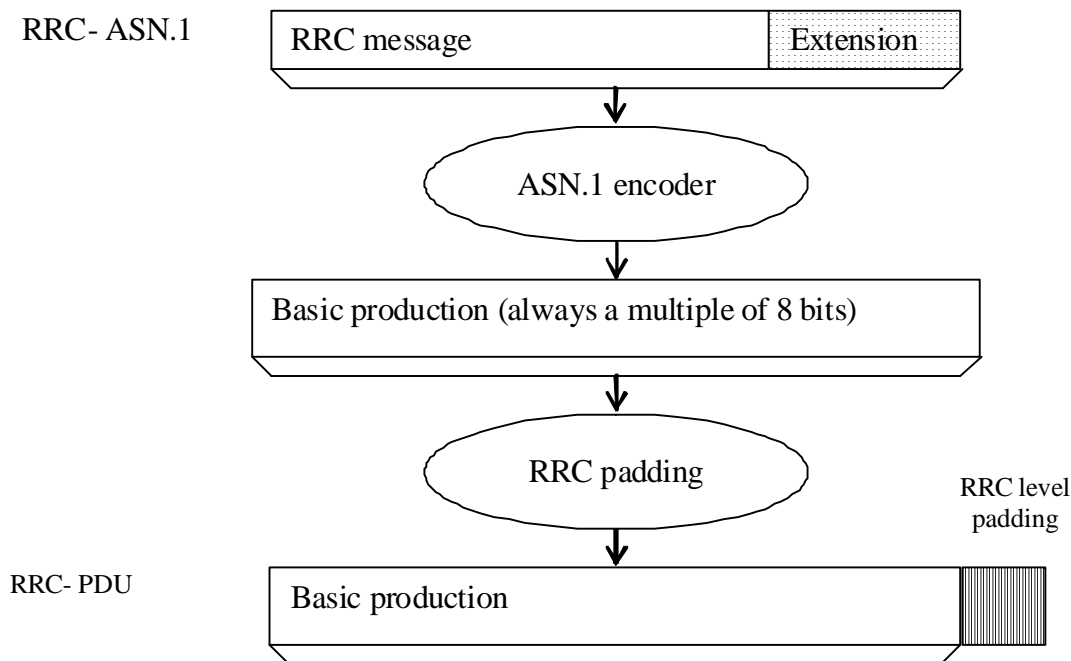 RRC- ASN.1
RRC message
Extension
ASN.1 encoder
Basic production (always a multiple of 8 bits)
RRC padding
RRC level
padding
RRC- PDU
Basic production